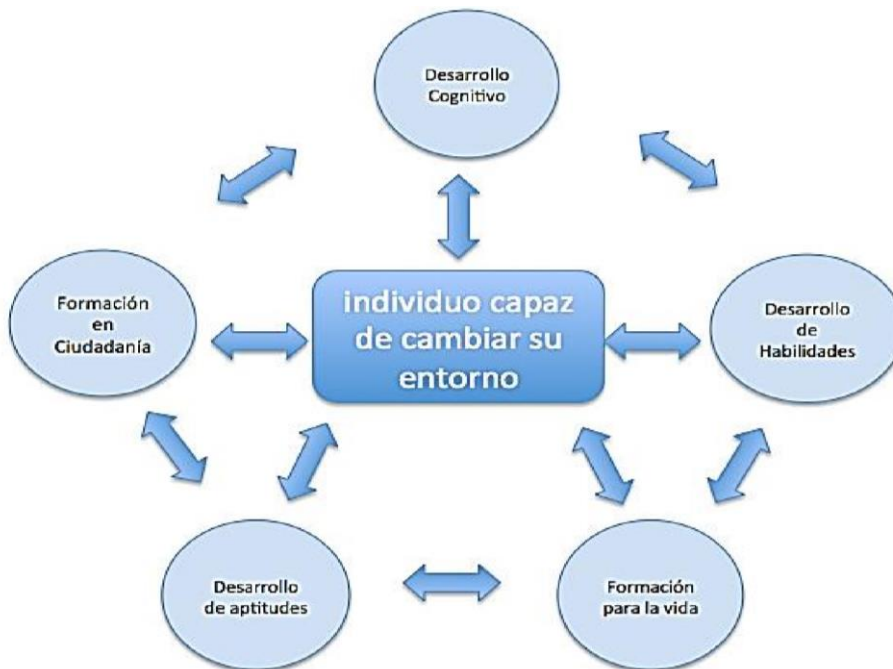 Desarrollo
Cognitivo
Formación
en
Ciudadanía
individuo capaz
de cambiar su
entorno
Desarrollo
de
Habilidades
Desarrollo
de aptitudes
Formación
para la vida